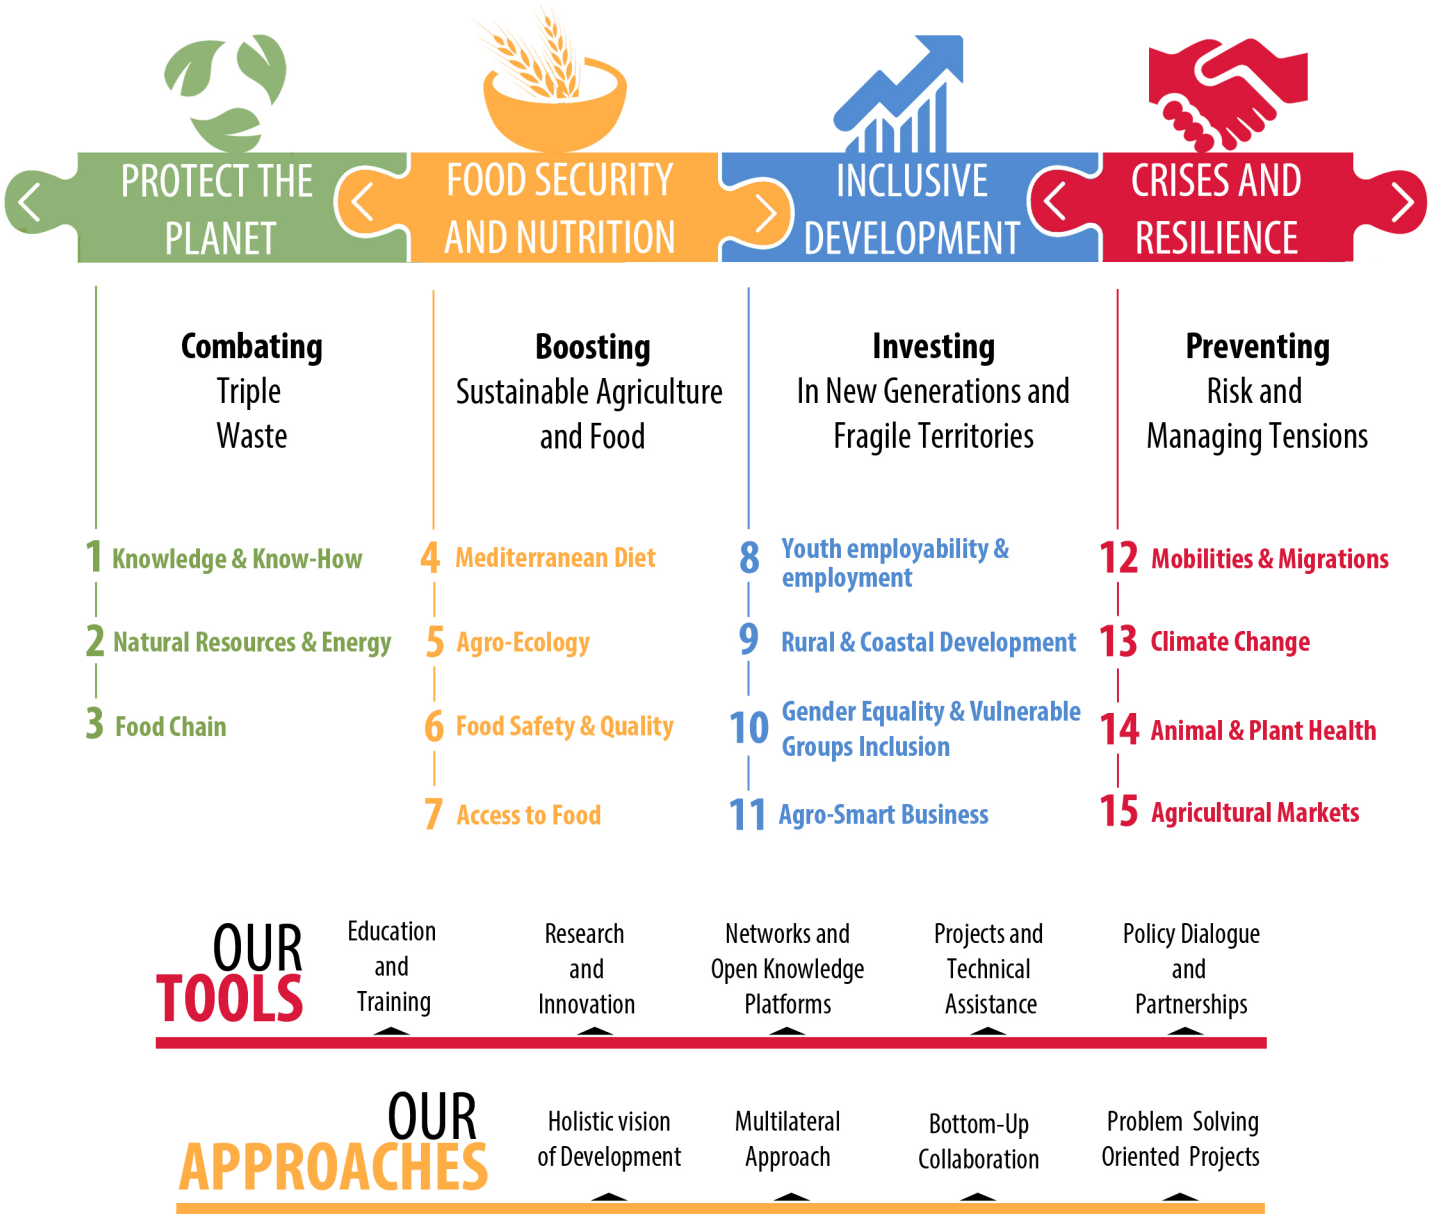 PROTECT THE
PLANET
FOOD SECURITY
AND NUTRITION
INCLUSIVE
DEVELOPMENT
CRISES AND
RESILIENCE
Combating
Triple
Waste
Boosting
Sustainable Agriculture
and Food
Investing
In New Generations and
Fragile Territories
Preventing
Risk and
Managing Tensions
1 Knowledge & Know-How
2 Natural Resources & Energy
3 Food Chain
4 Mediterranean Diet
5 Agro-Ecology
6 Food Safety & Quality
7 Access to Food
8 Youth employability &
employment
9 Rural & Coastal Development
10 Gender Equality & Vulnerable
Groups Inclusion
11 Agro-Smart Business
12 Mobilities & Migrations
13 Climate Change
14 Animal & Plant Health
15 Agricultural Markets
OUR
TOOLS
Education
and
Training
Research
and
Innovation
Networks and
Open Knowledge
Platforms
Projects and
Technical
Assistance
Policy Dialogue
and
Partnerships
OUR
APPROACHES
Holistic vision
of Development
Multilateral
Approach
Bottom-Up
Collaboration
Problem Solving
Oriented Projects